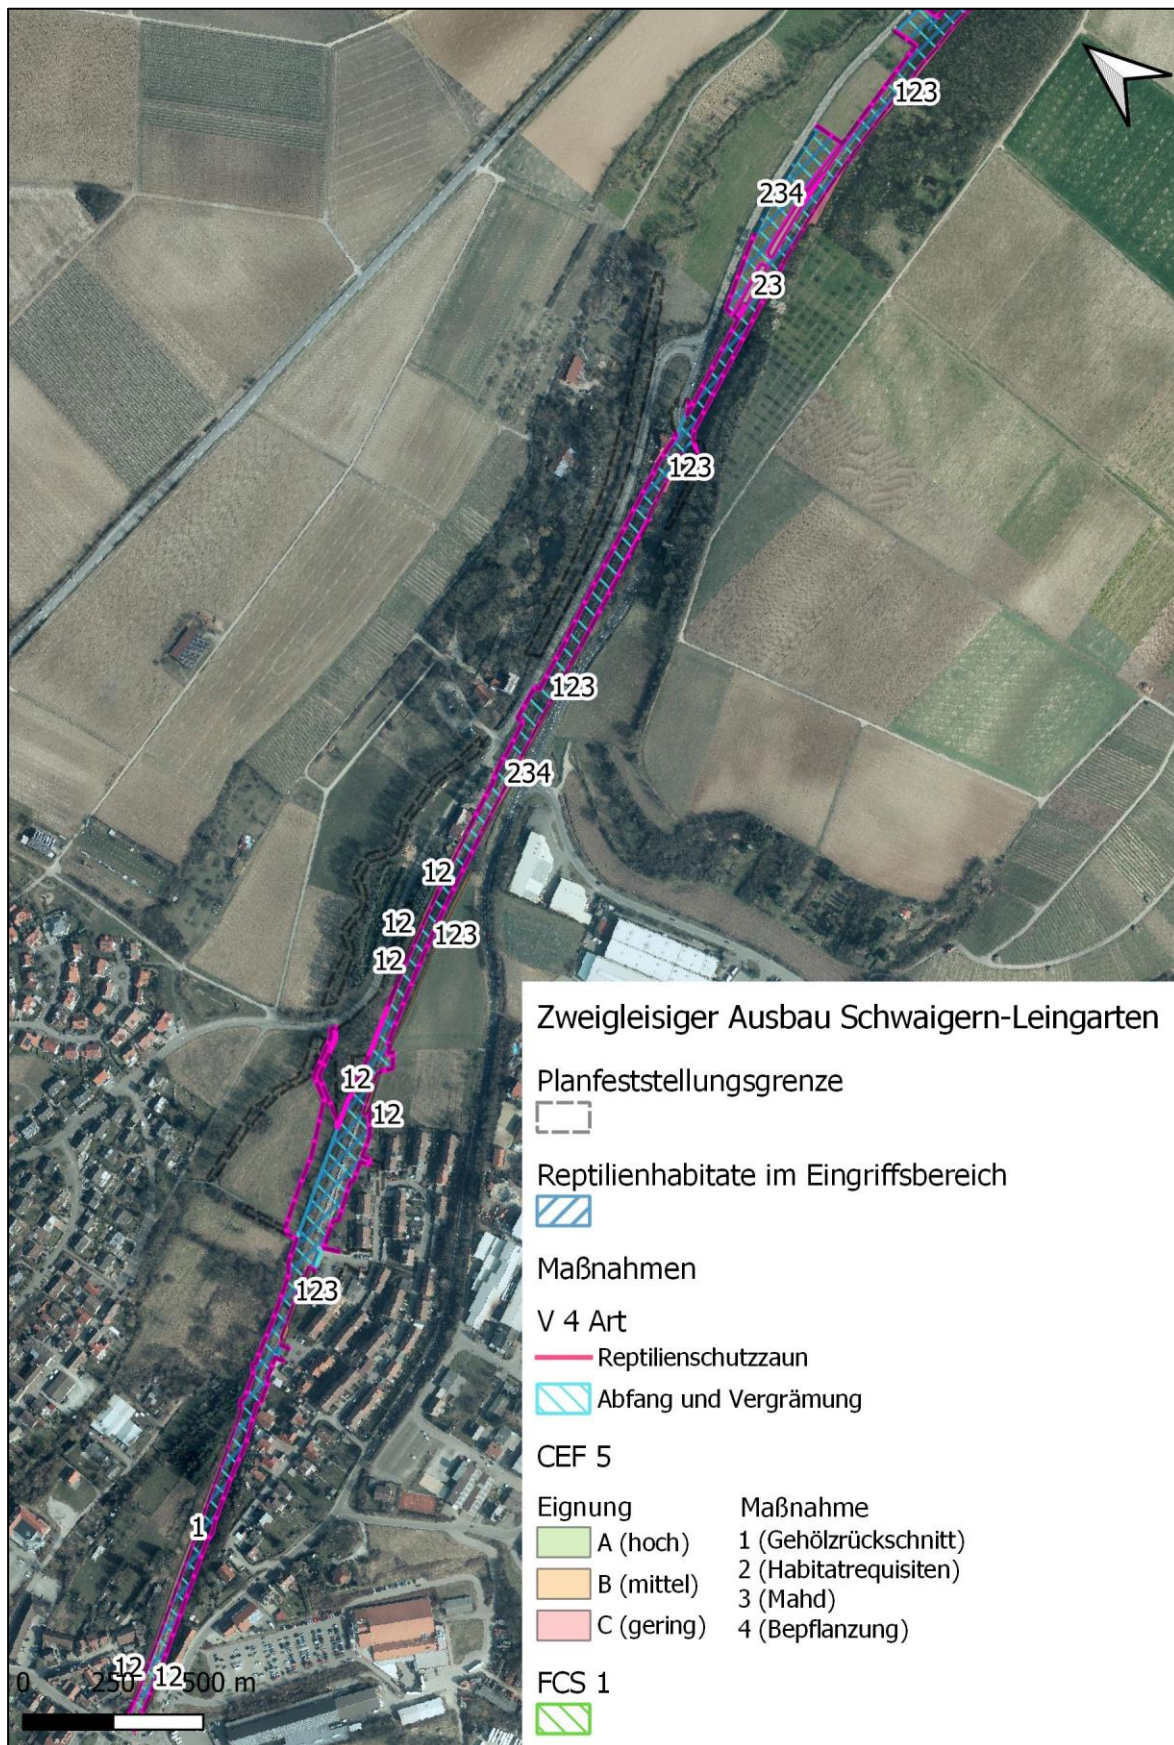 123
234
23
123
123
234
12
12
123
12
12
12
123
1
12
12
0 250 500 m
Zweigleisiger Ausbau Schwaigern-Leingarten
Planfeststellungsgrenze
Reptilienhabitate im Eingriffsbereich
Maßnahmen
V 4 Art
Reptilienschutzzaun
Abfang und Vergrämung
CEF 5
Eignung
A (hoch)
B (mittel)
C (gering)
Maßnahme
1 (Gehölzrückschnitt)
2 (Habitatrequisiten)
3 (Mahd)
4 (Bepflanzung)
FCS 1